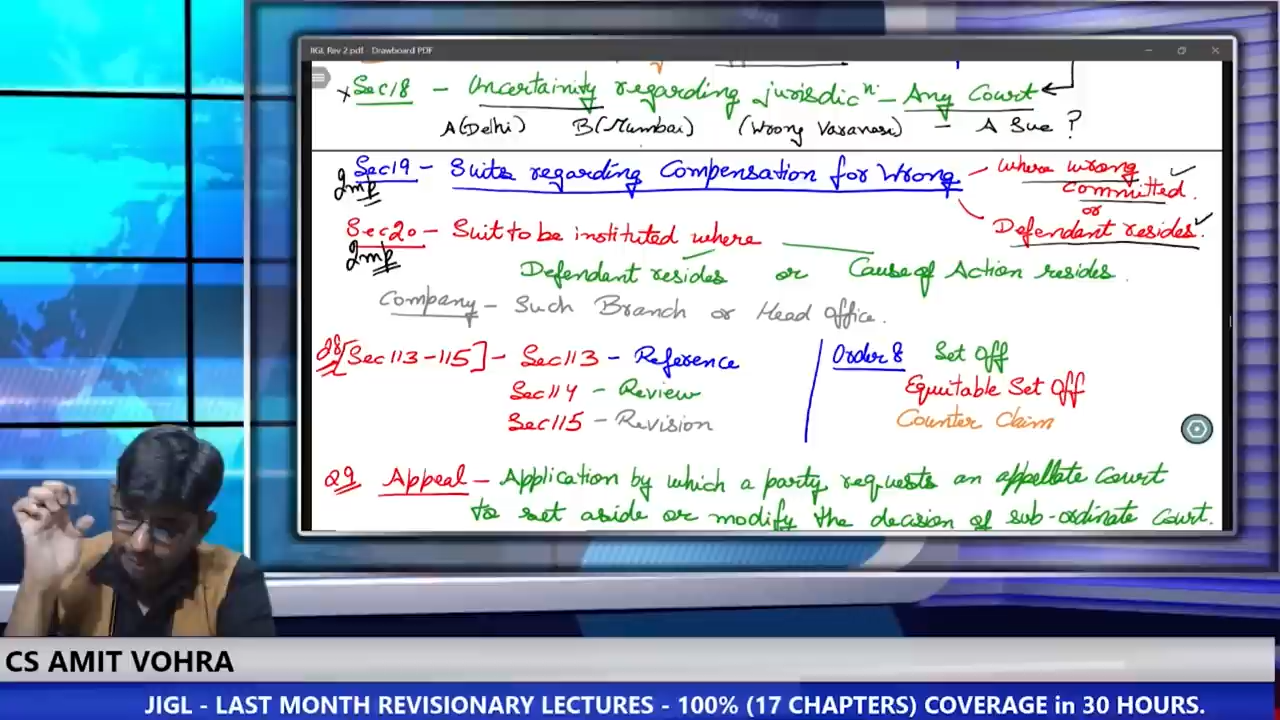 JIGL Rev 2.pdf - Drawboard PDF
Sec18 - Uncertainity regarding jurisdicⁿ. - Any Court
A(Delhi) B(Mumbai) (Wrong Varanasi) - A Sue ?
Imp Sec19 - Suits regarding Compensation for Wrong - where wrong committed.
or
Defendant resides.
Imp Sec20 - Suit to be instituted where
Defendant resides or Cause of Action resides.
Company - Such Branch or Head Office.
28 [Sec113-115] - Sec113 - Reference
Sec114 - Review
Sec115 - Revision
Order 8 Set Off
Equitable Set Off
Counter Claim
29 Appeal - Application by which a party requests an appellate Court
to set aside or modify the decision of sub-ordinate Court.
CS AMIT VOHRA
JIGL - LAST MONTH REVISIONARY LECTURES - 100% (17 CHAPTERS) COVERAGE in 30 HOURS.